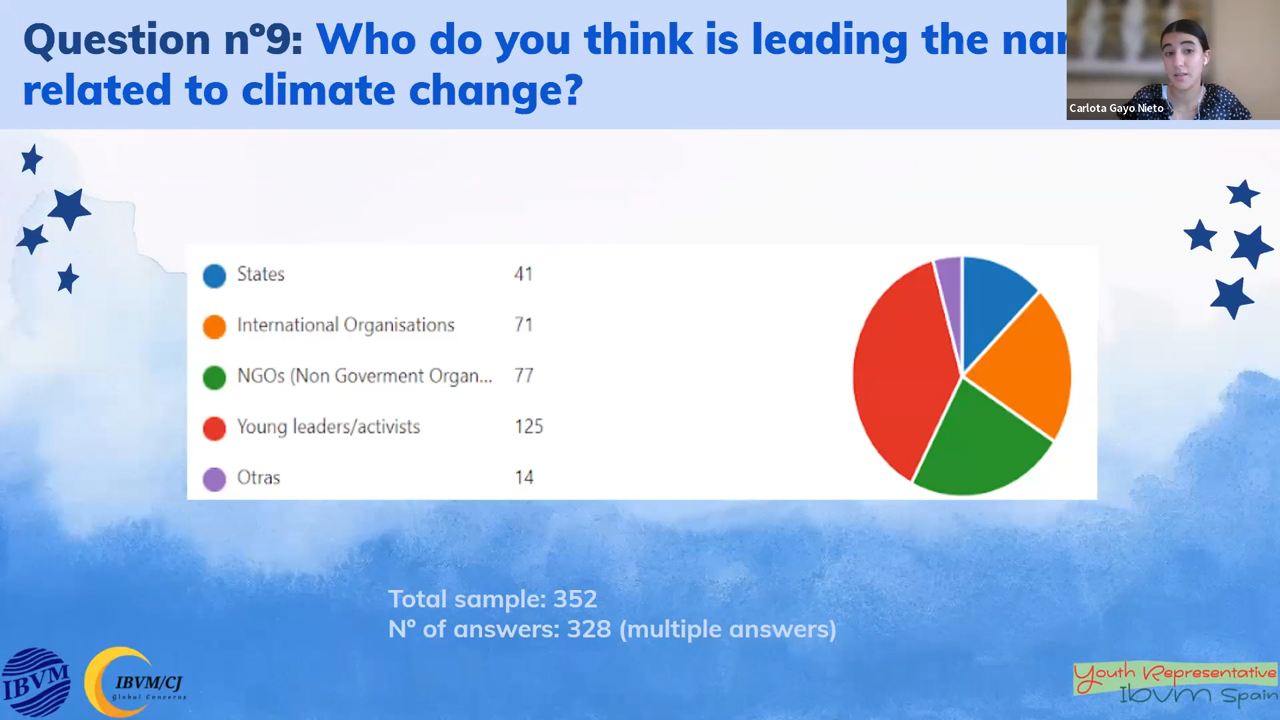 Question nº9: Who do you think is leading the nar
related to climate change?
Carlota Gayo Nieto
States 41
International Organisations 71
NGOs (Non Goverment Organ... 77
Young leaders/activists 125
Otras 14
Total sample: 352
Nº of answers: 328 (multiple answers)
IBVM
IBVM/CJ
Global Concerns
Youth Representative
Ibvm Spain